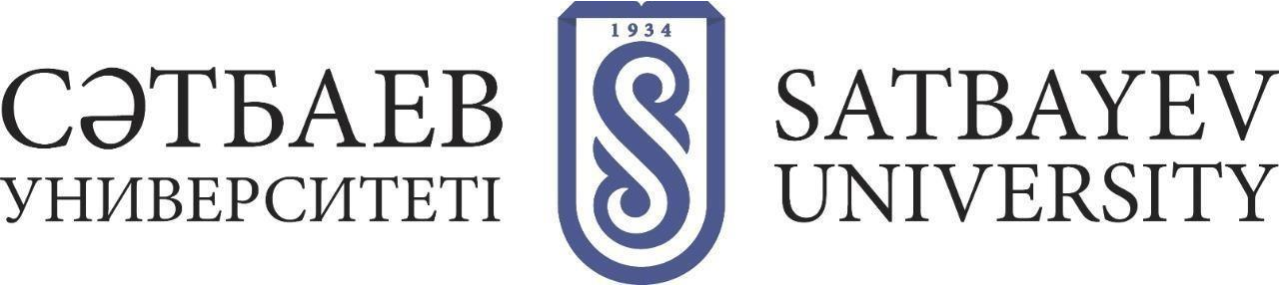 СӘТБАЕВ
УНИВЕРСИТЕТІ
1934
SATBAYEV
UNIVERSITY